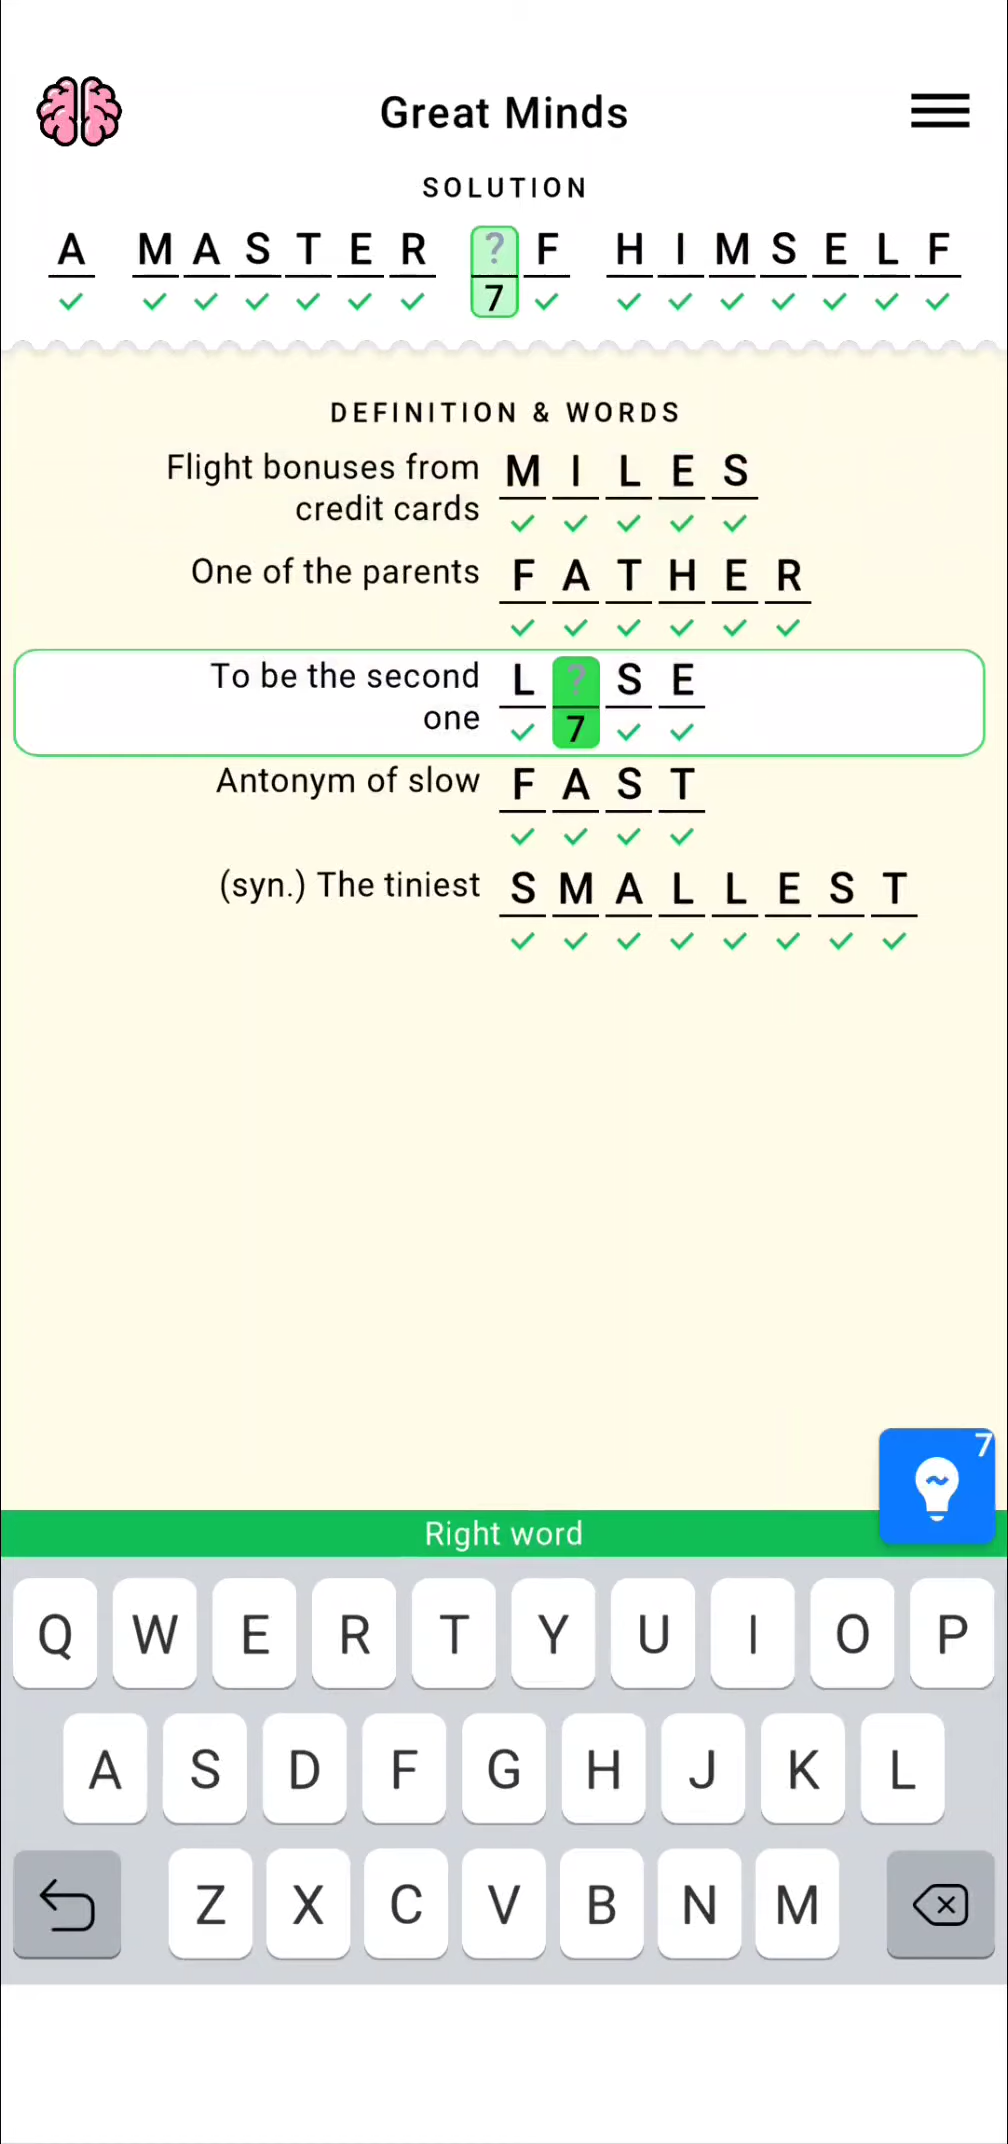 Great Minds
SOLUTION
A MASTER ?F HIMSELF
7
DEFINITION & WORDS
Flight bonuses from
credit cards
MILES
One of the parents
FATHER
To be the second
one
L?SE
7
Antonym of slow
FAST
(syn.) The tiniest
SMALLEST
7
Right word
Q W E R T Y U I O P
A S D F G H J K L
Z X C V B N M